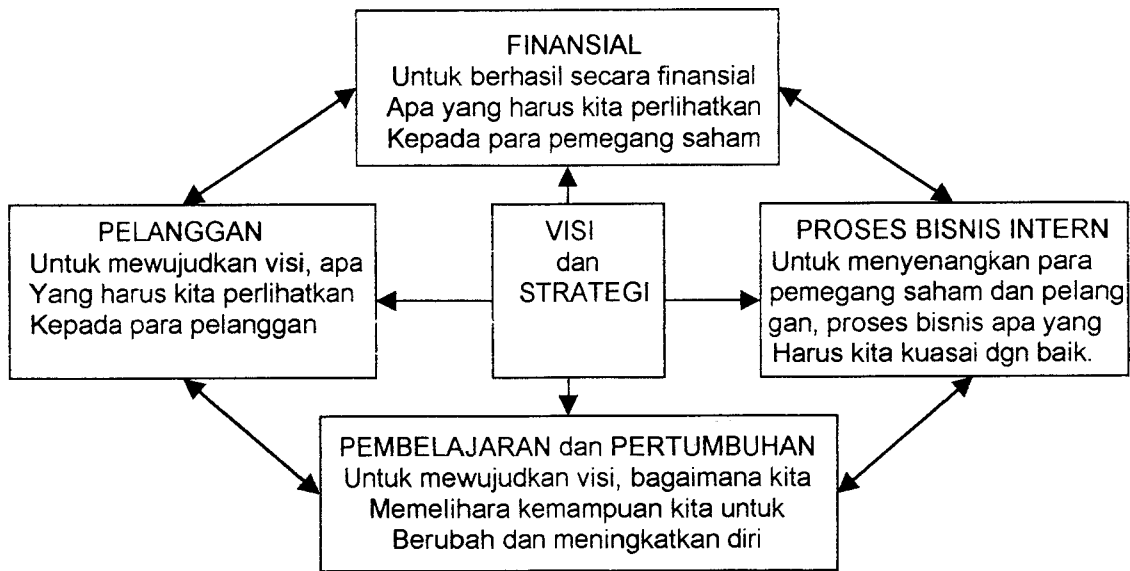 FINANSIAL
Untuk berhasil secara finansial
Apa yang harus kita perlihatkan
Kepada para pemegang saham
PELANGGAN
Untuk mewujudkan visi, apa
Yang harus kita perlihatkan
Kepada para pelanggan
VISI
dan
STRATEGI
PROSES BISNIS INTERN
Untuk menyenangkan para
pemegang saham dan pelang
gan, proses bisnis apa yang
Harus kita kuasai dgn baik.
PEMBELAJARAN dan PERTUMBUHAN
Untuk mewujudkan visi, bagaimana kita
Memelihara kemampuan kita untuk
Berubah dan meningkatkan diri